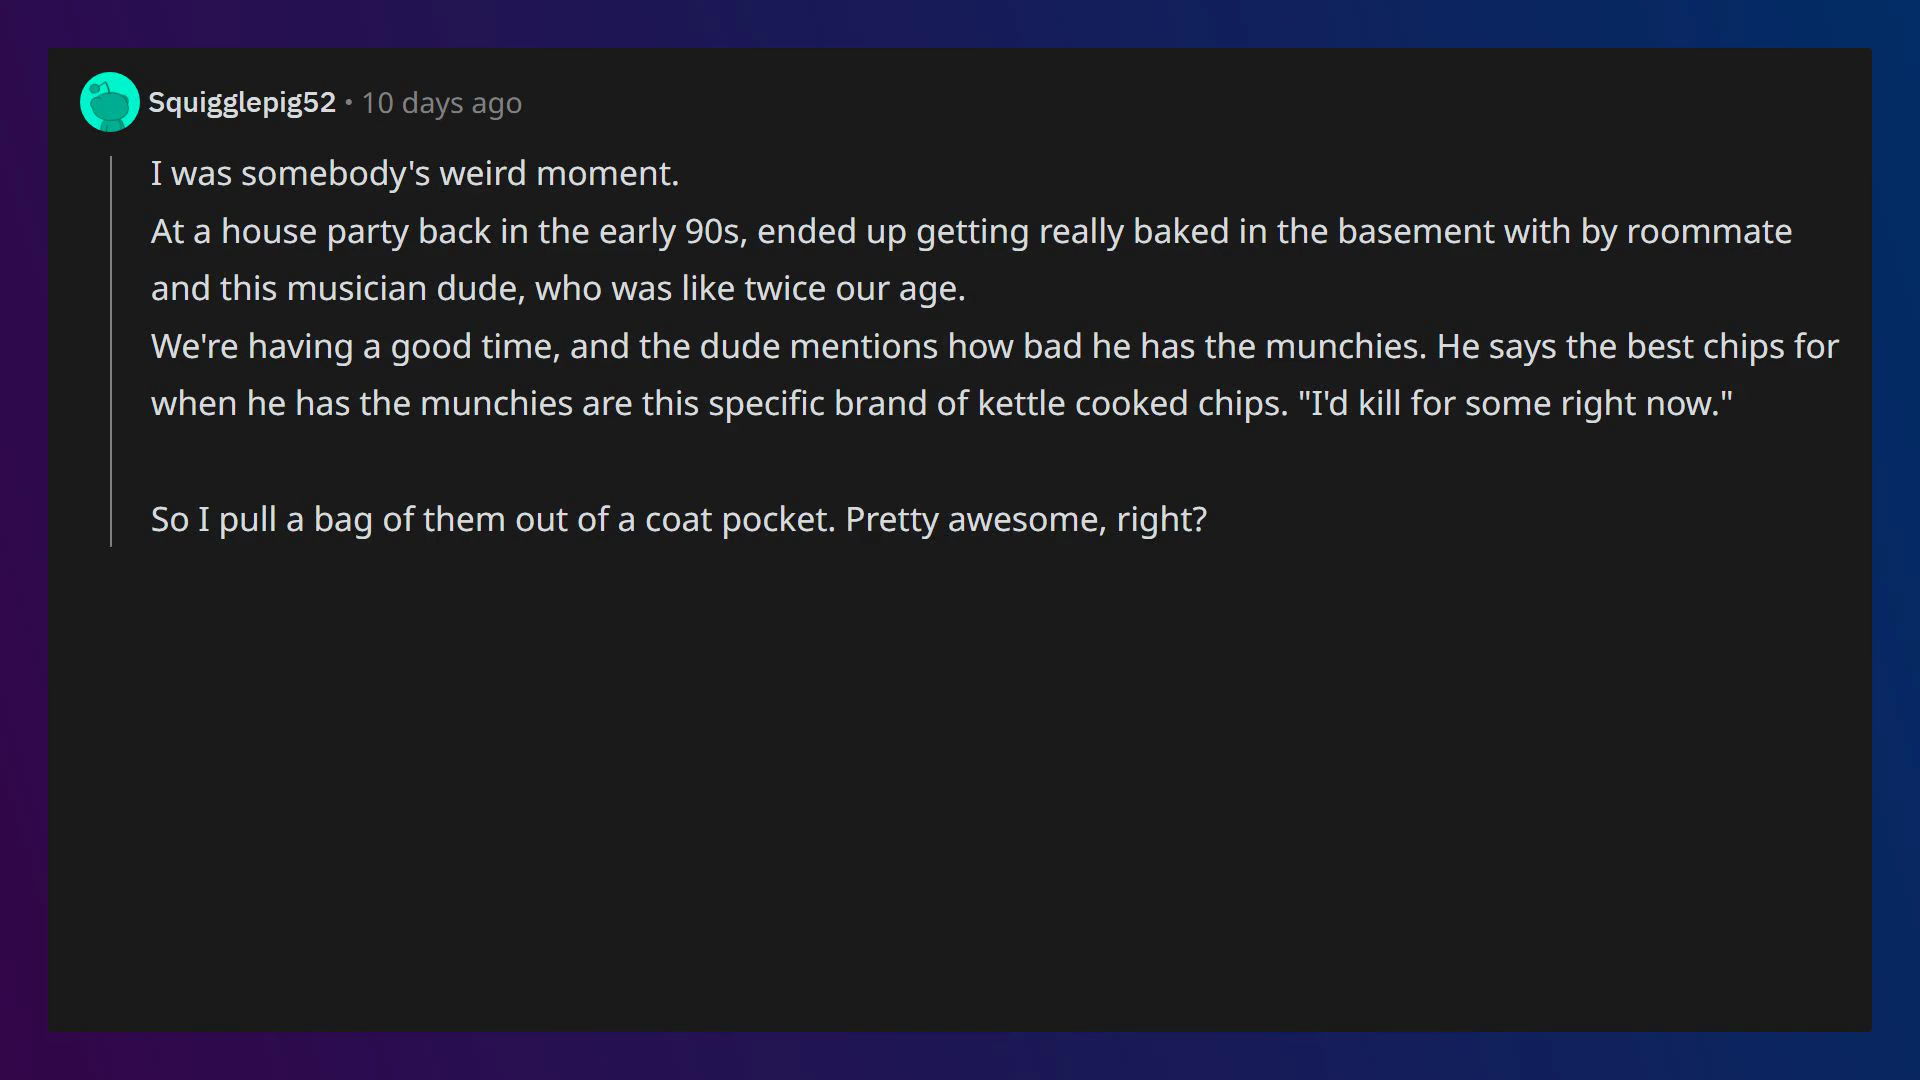 Squigglepig52 • 10 days ago
I was somebody's weird moment.
At a house party back in the early 90s, ended up getting really baked in the basement with by roommate
and this musician dude, who was like twice our age.
We're having a good time, and the dude mentions how bad he has the munchies. He says the best chips for
when he has the munchies are this specific brand of kettle cooked chips. "I'd kill for some right now."
So I pull a bag of them out of a coat pocket. Pretty awesome, right?